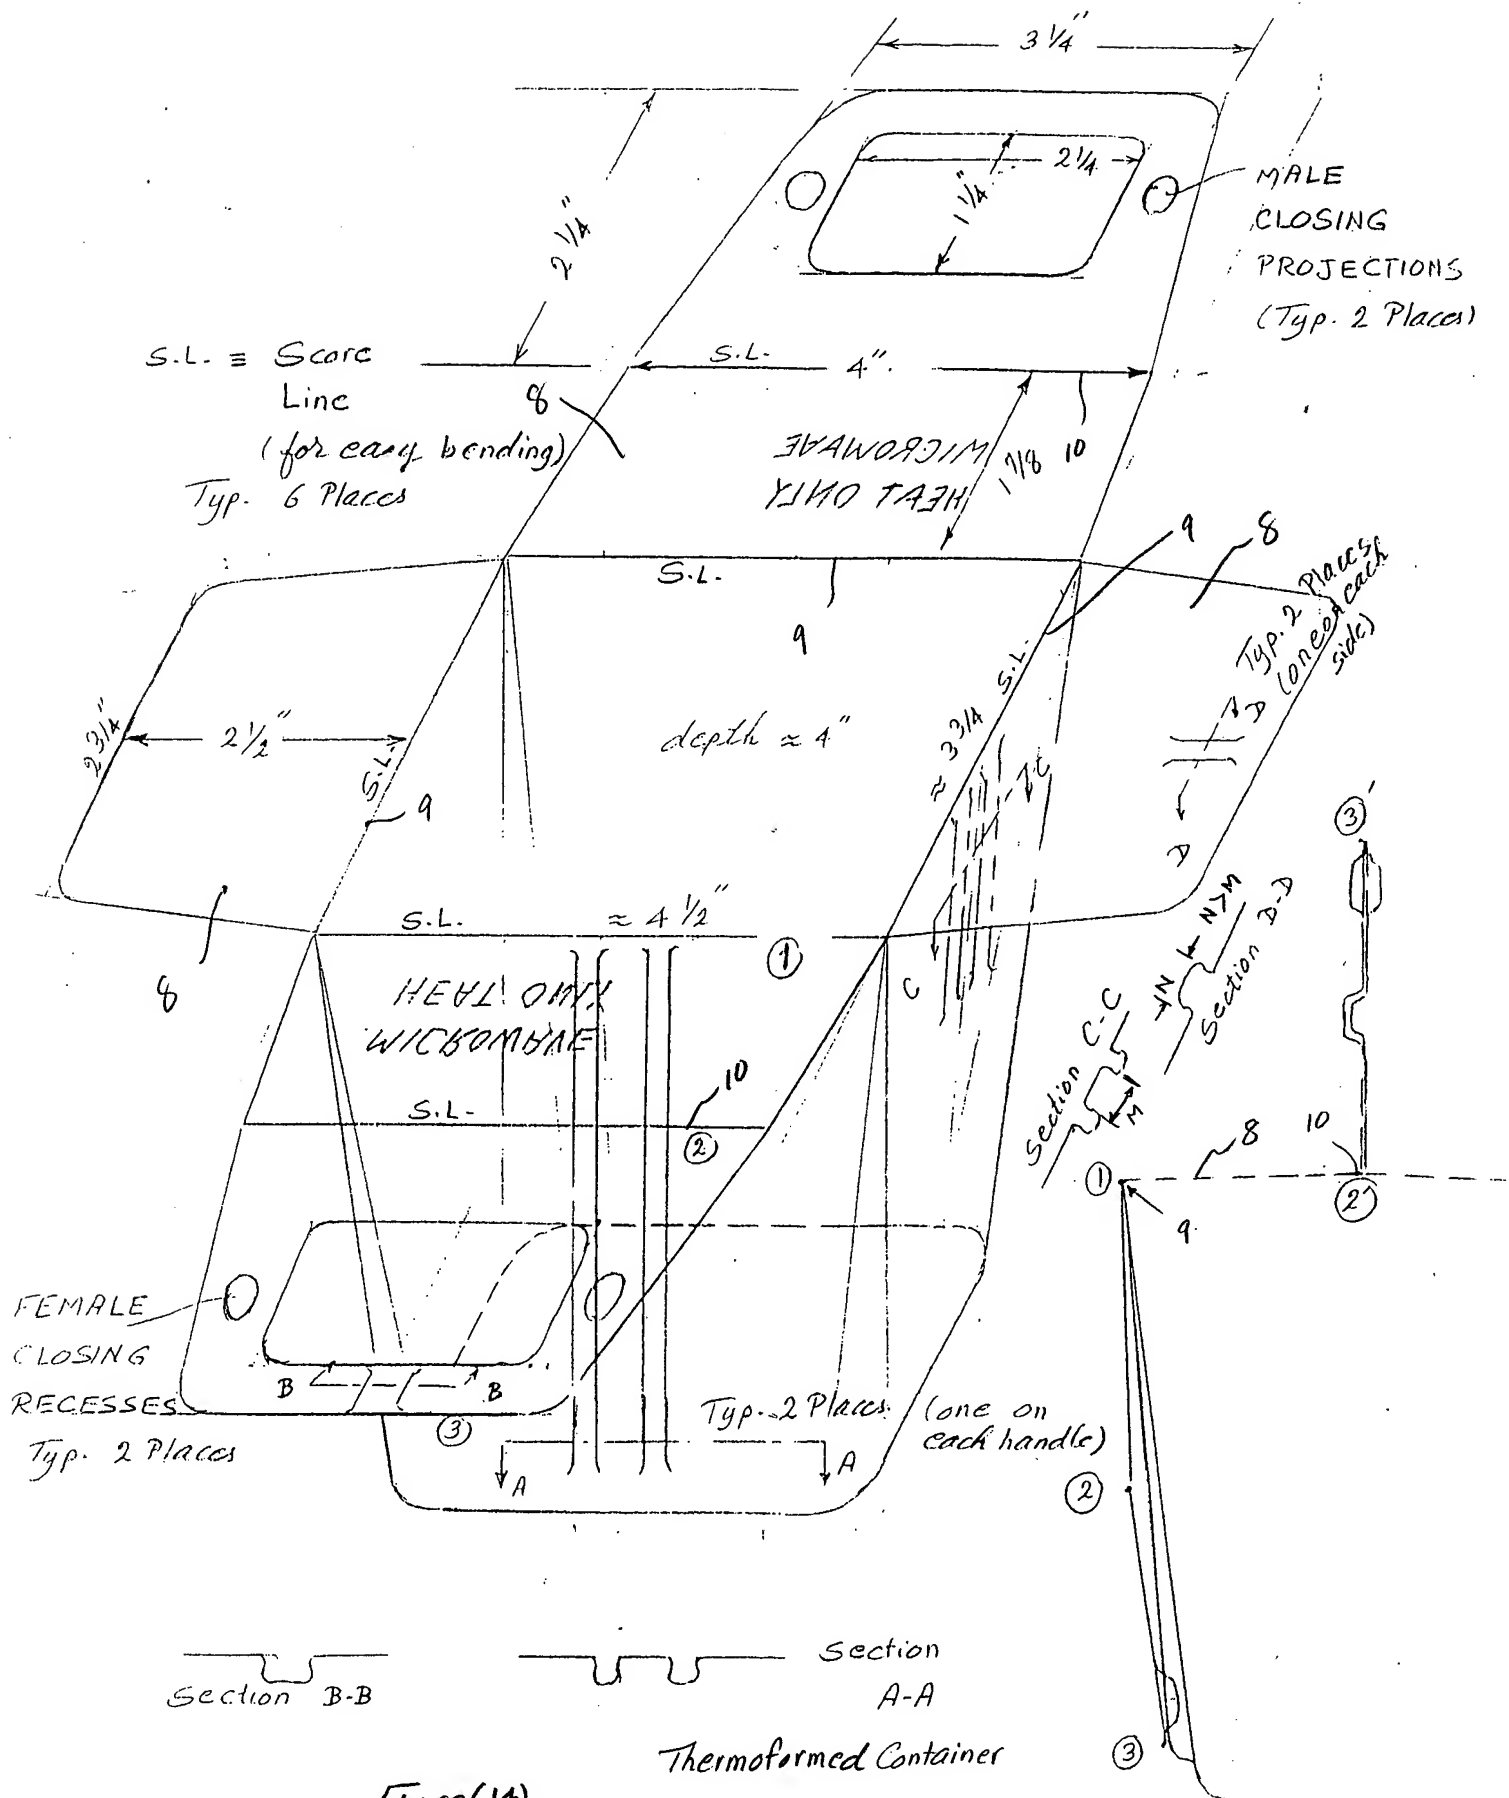 3 1/4"
2 1/4
1 1/4"
2 1/4"
MALE
CLOSING
PROJECTIONS
(Typ. 2 Places)
S.L. ≡ Score
Line
(for easy bending)
Typ. 6 Places
8
S.L.
4"
10
1 7/8
MICROWAVE
HEAT ONLY
S.L.
9
9
8
Typ. 2 Places
(one on each
side)
2 3/4"
2 1/2"
S.L.
9
depth ≈ 4"
S.L.
≈ 3 3/4
C
D
D
8
S.L.
≈ 4 1/2"
1
C
HEAT ONLY
MICROWAVE
S.L.
10
2
Section C-C
M
N
N>M
Section D-D
3'
1
8
10
2'
9
FEMALE
CLOSING
RECESSES
Typ. 2 Places
B
B
3
Typ. 2 Places (one on
each handle)
A
A
2
3
Section B-B
Section
A-A
Thermoformed Container